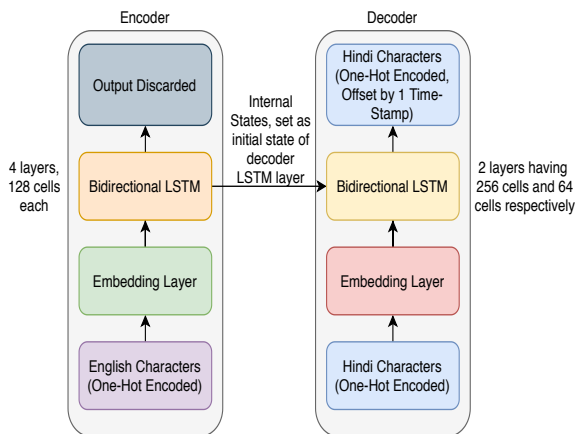 Encoder
Output Discarded
4 layers,
128 cells
each
Bidirectional LSTM
Embedding Layer
English Characters
(One-Hot Encoded)
Internal
States, set as
initial state of
decoder
LSTM layer
Decoder
Hindi Characters
(One-Hot Encoded,
Offset by 1 Time-
Stamp)
Bidirectional LSTM
2 layers having
256 cells and 64
cells respectively
Embedding Layer
Hindi Characters
(One-Hot Encoded)